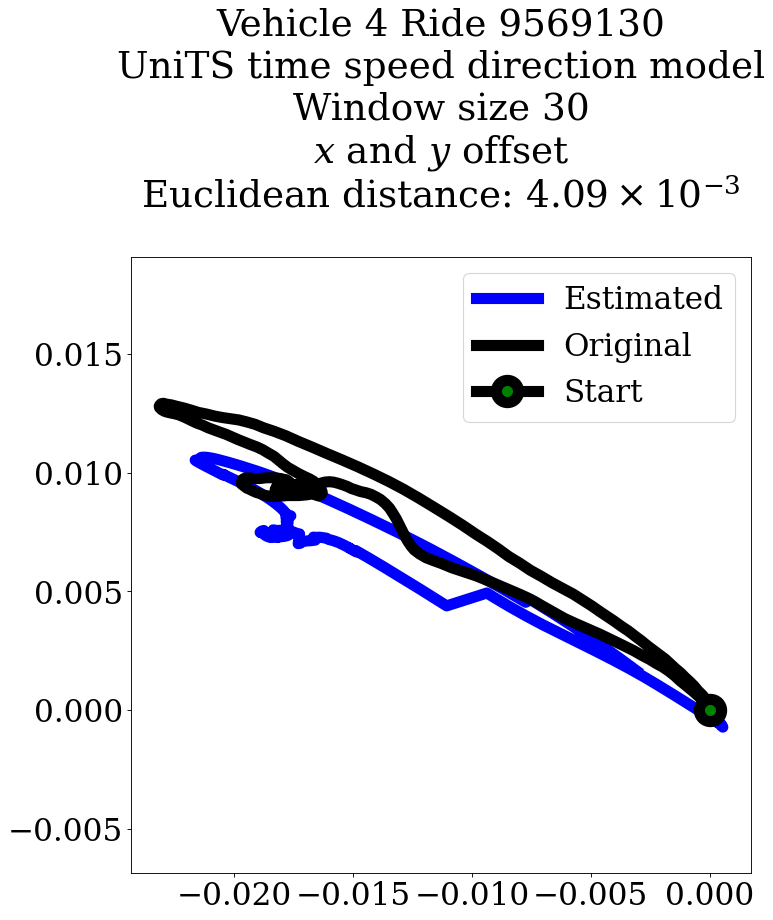 Vehicle 4 Ride 9569130
UniTS time speed direction model
Window size 30
x and y offset
Euclidean distance: 4.09 × 10⁻³
Estimated
Original
Start
0.015
0.010
0.005
0.000
−0.005
−0.020 −0.015 −0.010 −0.005 0.000